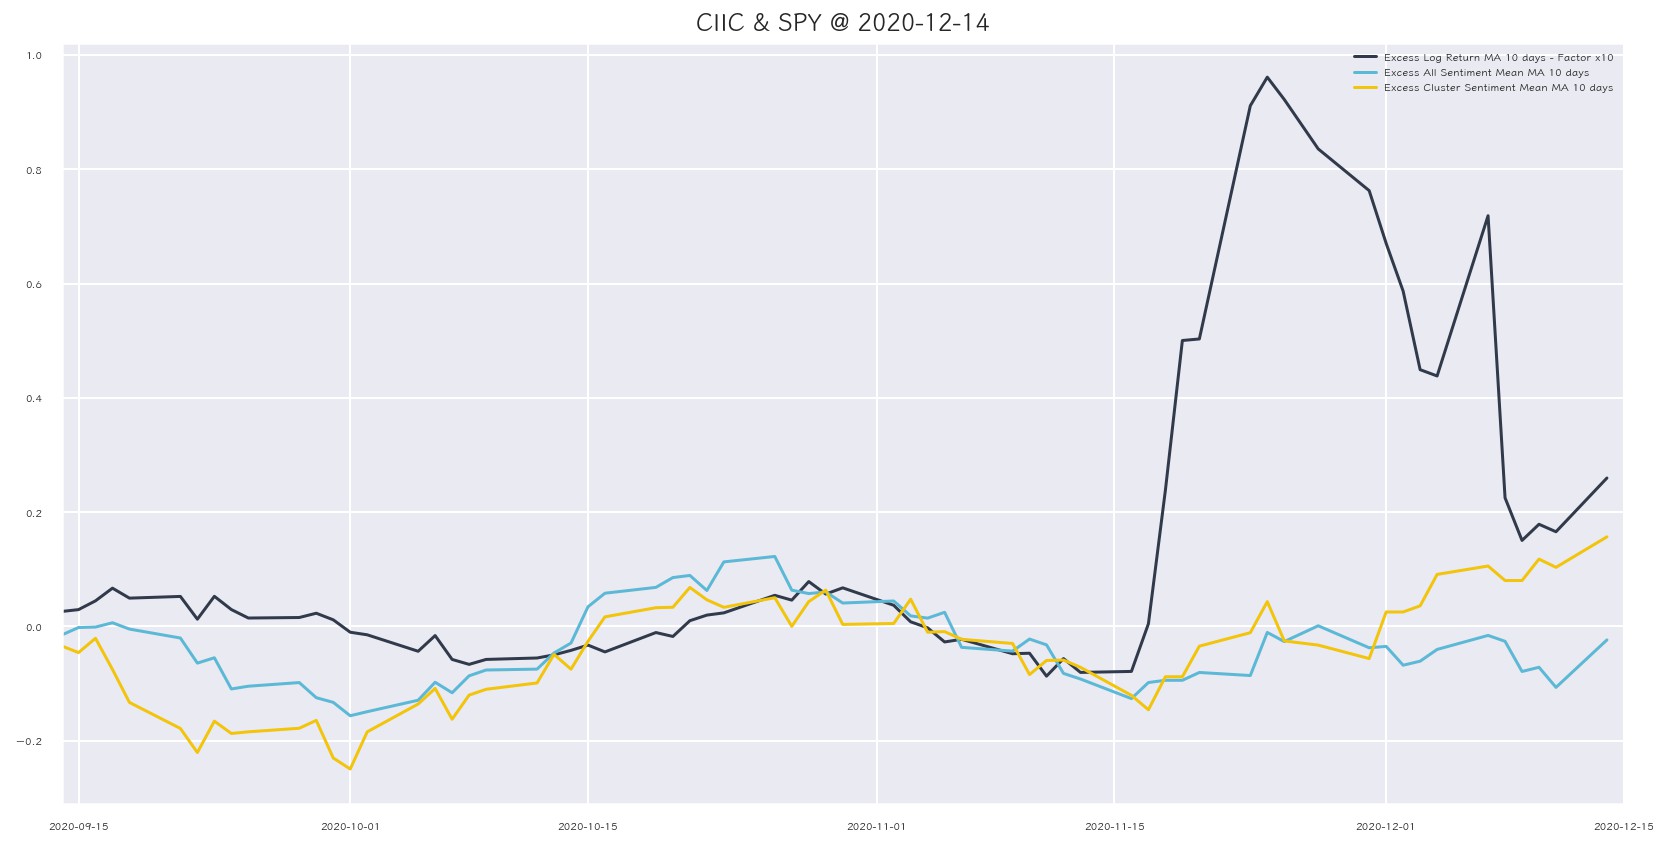 CIIC & SPY @ 2020-12-14
Excess Log Return MA 10 days - Factor x10
Excess All Sentiment Mean MA 10 days
Excess Cluster Sentiment Mean MA 10 days
1.0
0.8
0.6
0.4
0.2
0.0
−0.2
2020-09-15 2020-10-01 2020-10-15 2020-11-01 2020-11-15 2020-12-01 2020-12-15